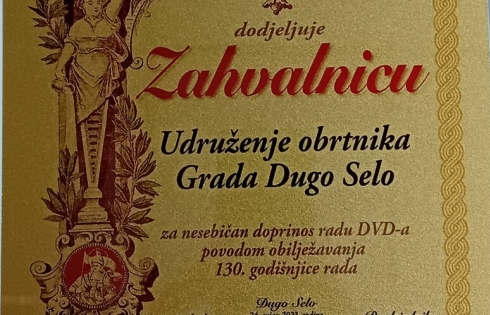 dodjeljuje
Zahvalnicu
Udruženje obrtnika
Grada Dugo Selo
za nesebičan doprinos radu DVD-a
povodom obilježavanja
130. godišnjice rada
Dugo Selo